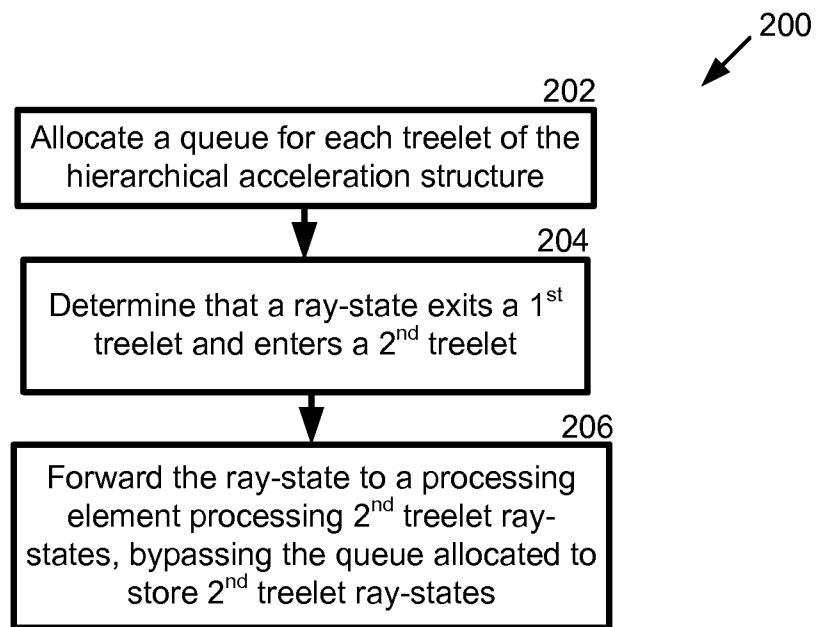 200
202
Allocate a queue for each treelet of the
hierarchical acceleration structure
204
Determine that a ray-state exits a 1st
treelet and enters a 2nd treelet
206
Forward the ray-state to a processing
element processing 2nd treelet ray-
states, bypassing the queue allocated to
store 2nd treelet ray-states